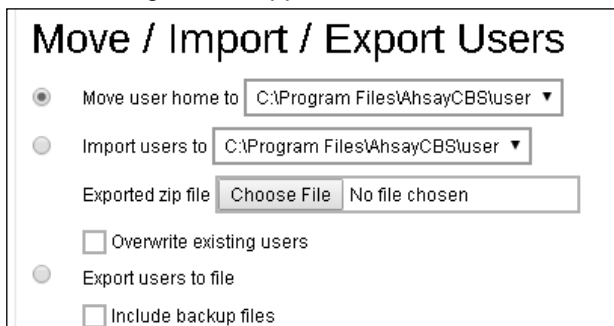 Move / Import / Export Users
Move user home to C:\Program Files\AhsayCBS\user
Import users to C:\Program Files\AhsayCBS\user
Exported zip file Choose File No file chosen
Overwrite existing users
Export users to file
Include backup files